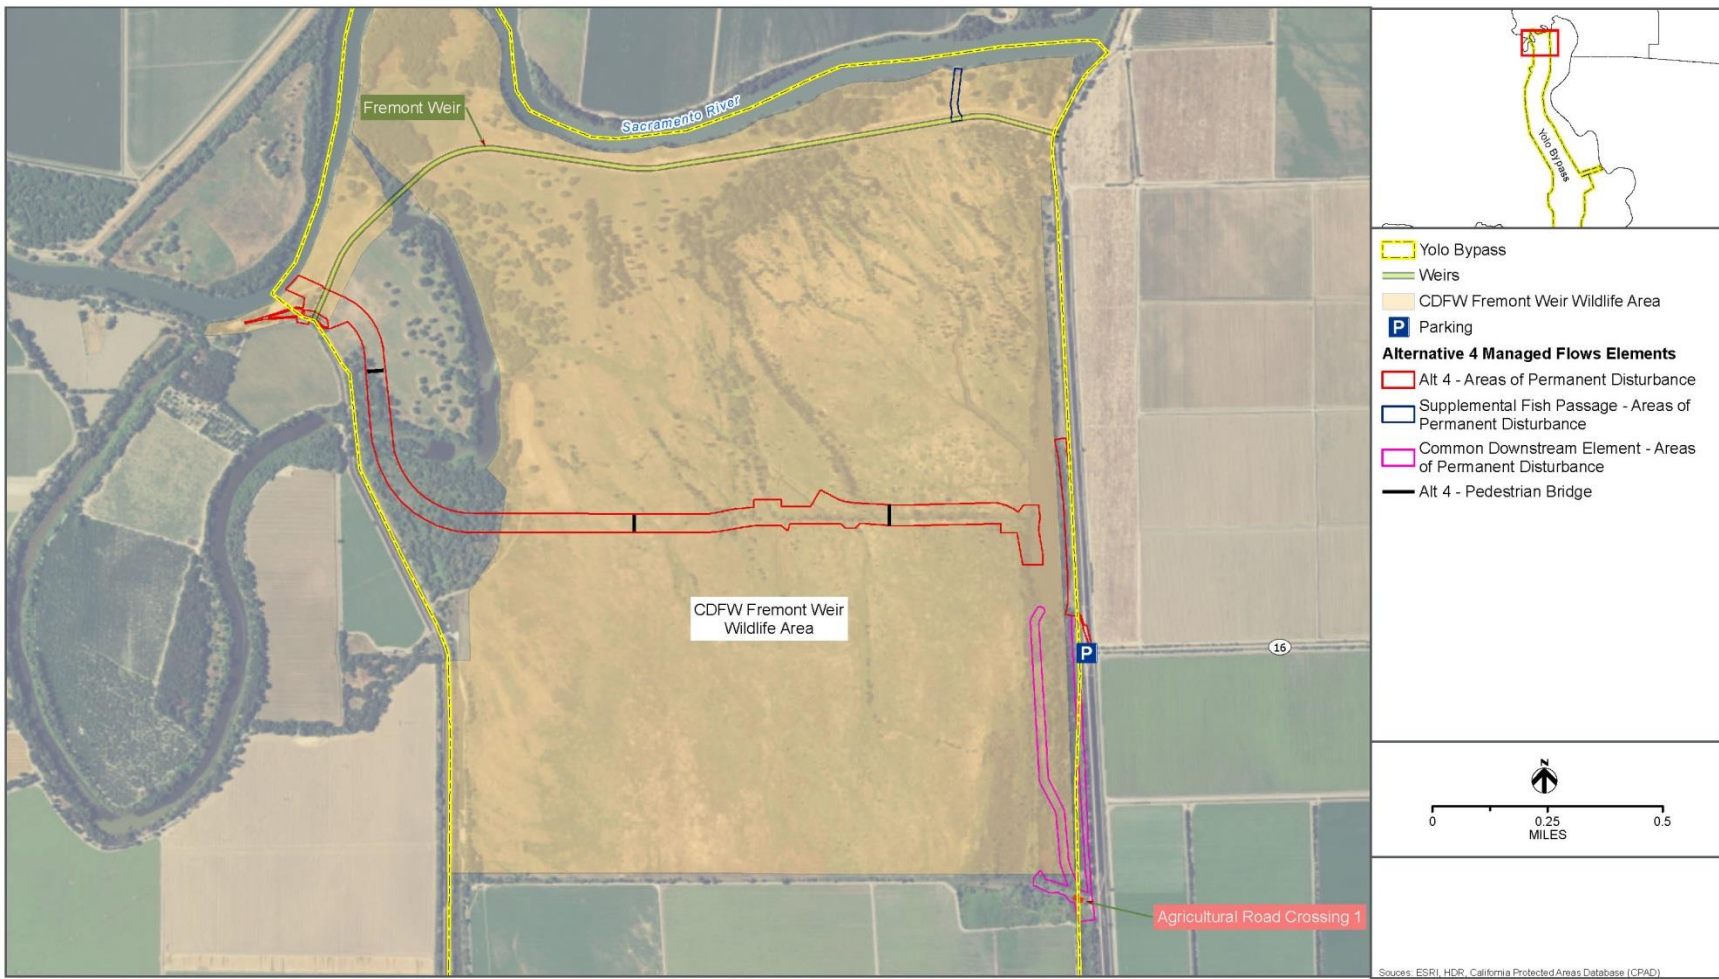 Fremont Weir
Sacramento River
CDFW Fremont Weir
Wildlife Area
P
16
Agricultural Road Crossing 1
Yolo Bypass
Yolo Bypass
Weirs
CDFW Fremont Weir Wildlife Area
P Parking
Alternative 4 Managed Flows Elements
Alt 4 - Areas of Permanent Disturbance
Supplemental Fish Passage - Areas of
Permanent Disturbance
Common Downstream Element - Areas
of Permanent Disturbance
Alt 4 - Pedestrian Bridge
N
0 0.25 0.5
MILES
Souces: ESRI, HDR, California Protected Areas Database (CPAD)